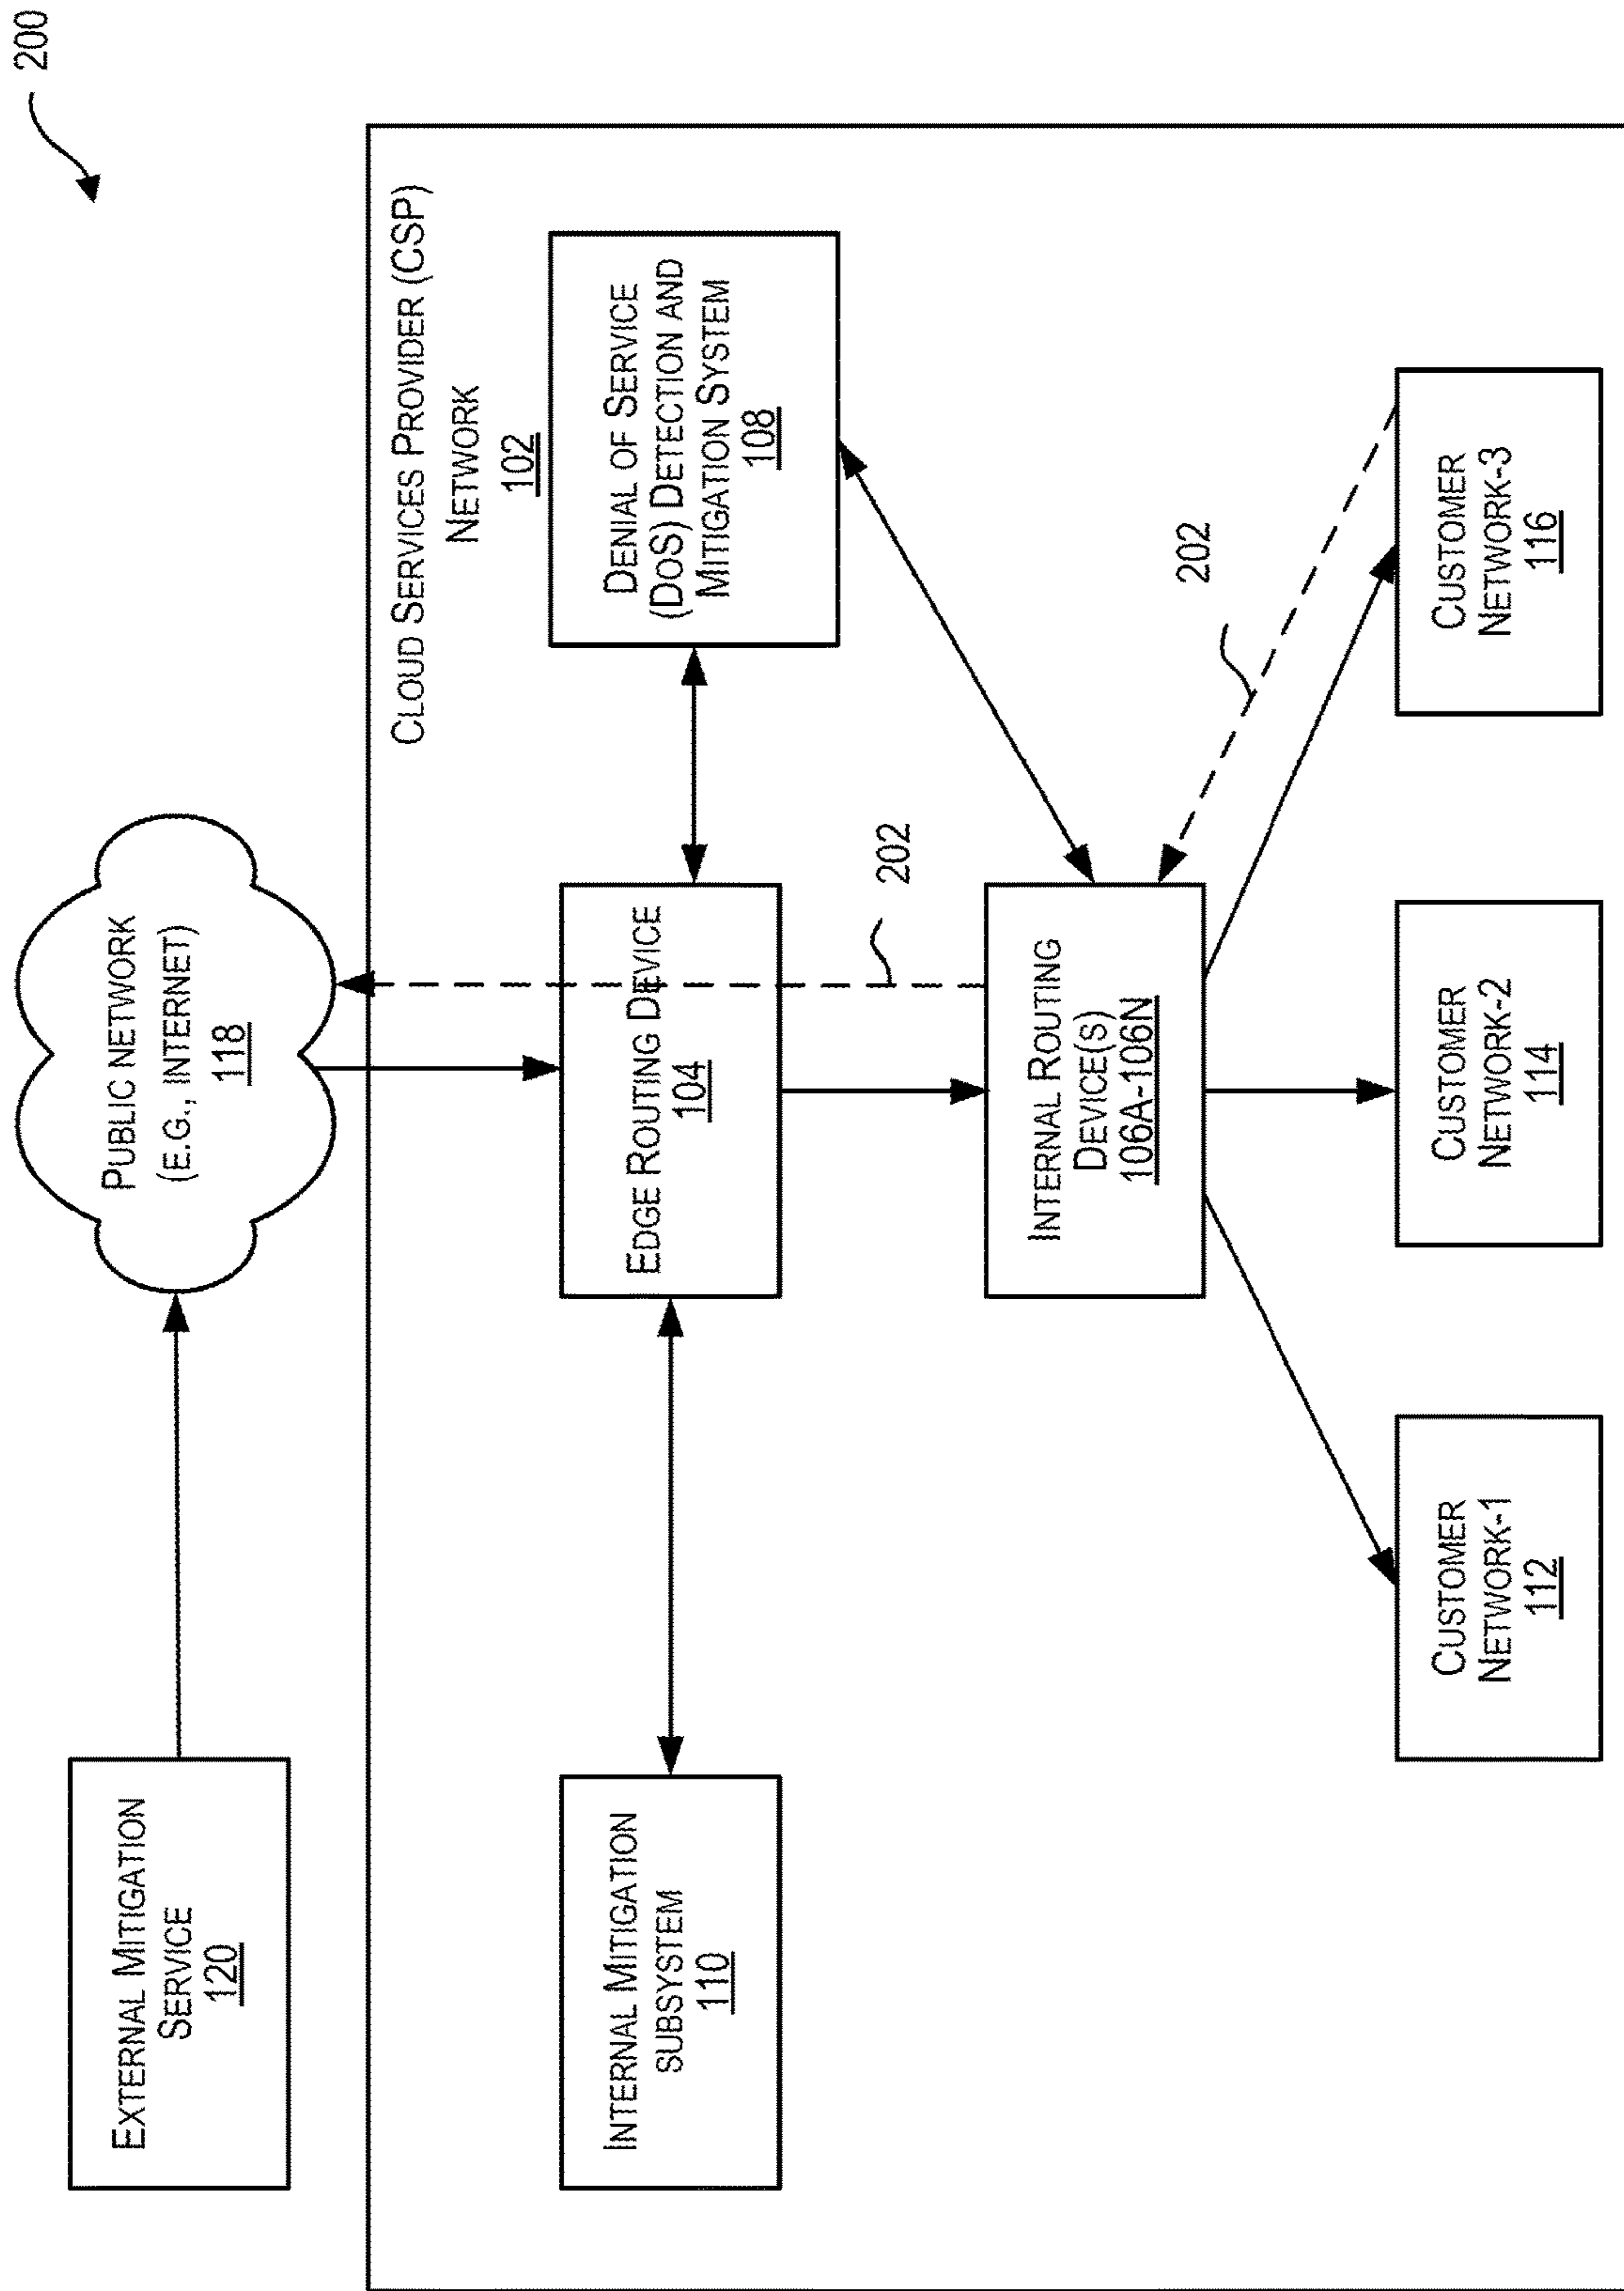 200
EXTERNAL MITIGATION
SERVICE
120
PUBLIC NETWORK
(E.G., INTERNET)
118
CLOUD SERVICES PROVIDER (CSP)
NETWORK
102
INTERNAL MITIGATION
SUBSYSTEM
110
EDGE ROUTING DEVICE
104
DENIAL OF SERVICE
(DOS) DETECTION AND
MITIGATION SYSTEM
108
202
INTERNAL ROUTING
DEVICE(S)
106A-106N
202
CUSTOMER
NETWORK-1
112
CUSTOMER
NETWORK-2
114
CUSTOMER
NETWORK-3
116